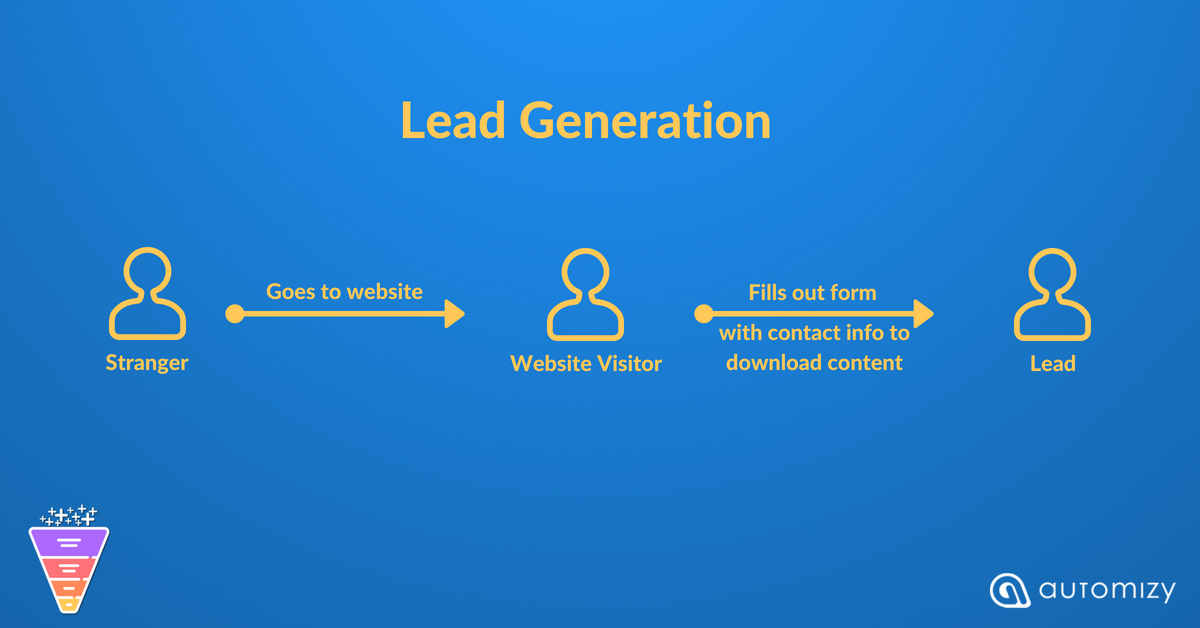 Lead Generation
Goes to website
Fills out form
with contact info to
download content
Stranger
Website Visitor
Lead
automizy